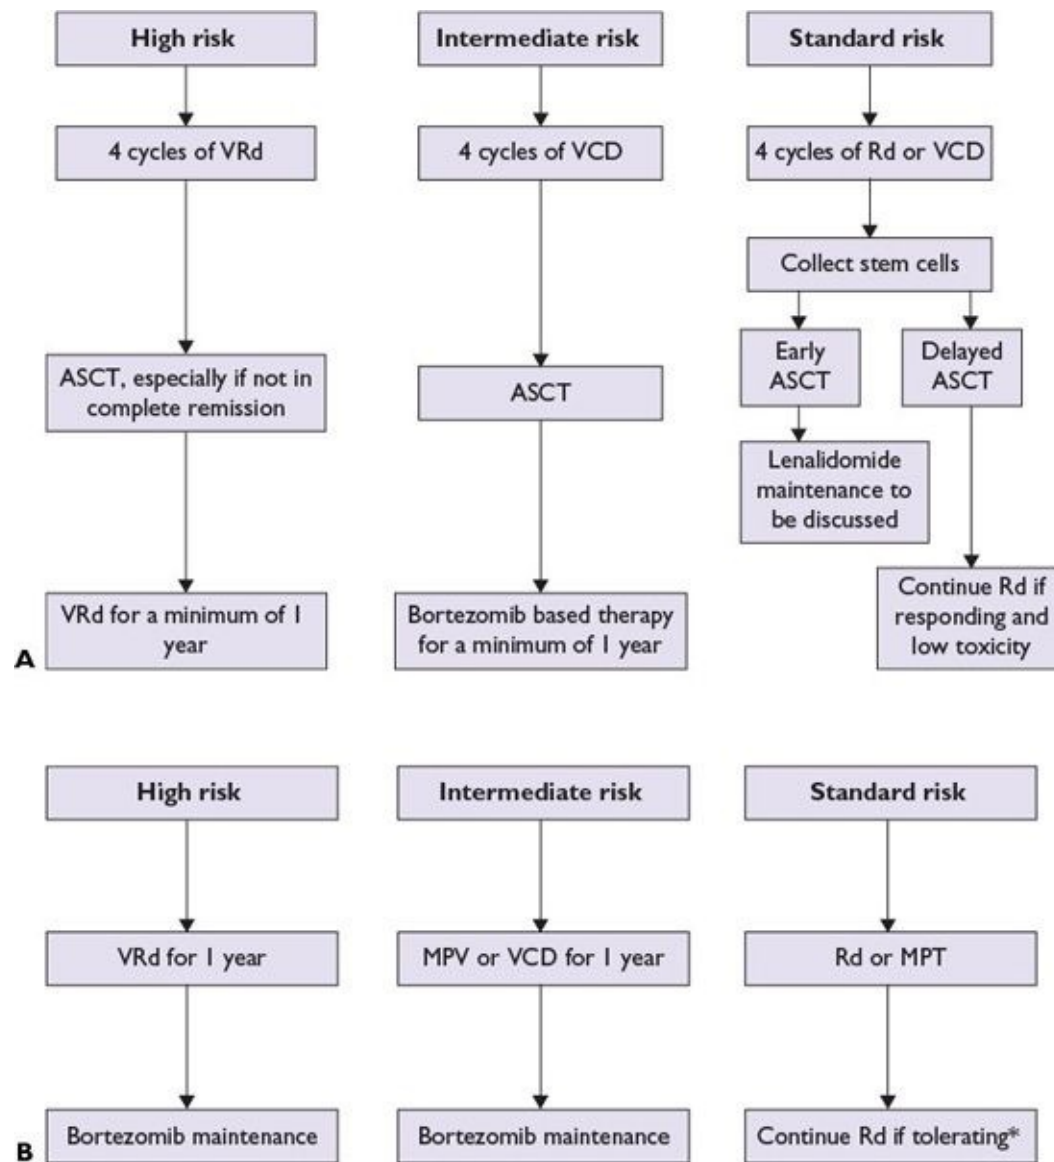 High risk
4 cycles of VRd
ASCT, especially if not in
complete remission
VRd for a minimum of 1
year
Intermediate risk
4 cycles of VCD
ASCT
Bortezomib based therapy
for a minimum of 1 year
Standard risk
4 cycles of Rd or VCD
Collect stem cells
Early
ASCT
Lenalidomide
maintenance to
be discussed
Delayed
ASCT
Continue Rd if
responding and
low toxicity
A
High risk
VRd for 1 year
Bortezomib maintenance
Intermediate risk
MPV or VCD for 1 year
Bortezomib maintenance
Standard risk
Rd or MPT
Continue Rd if tolerating*
B